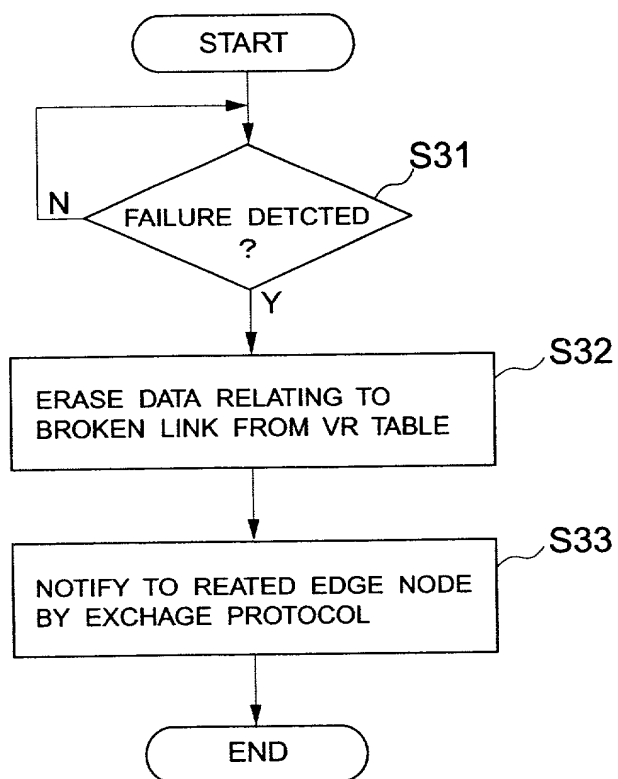 START
S31
N
FAILURE DETCTED
?
Y
S32
ERASE DATA RELATING TO
BROKEN LINK FROM VR TABLE
S33
NOTIFY TO REATED EDGE NODE
BY EXCHAGE PROTOCOL
END